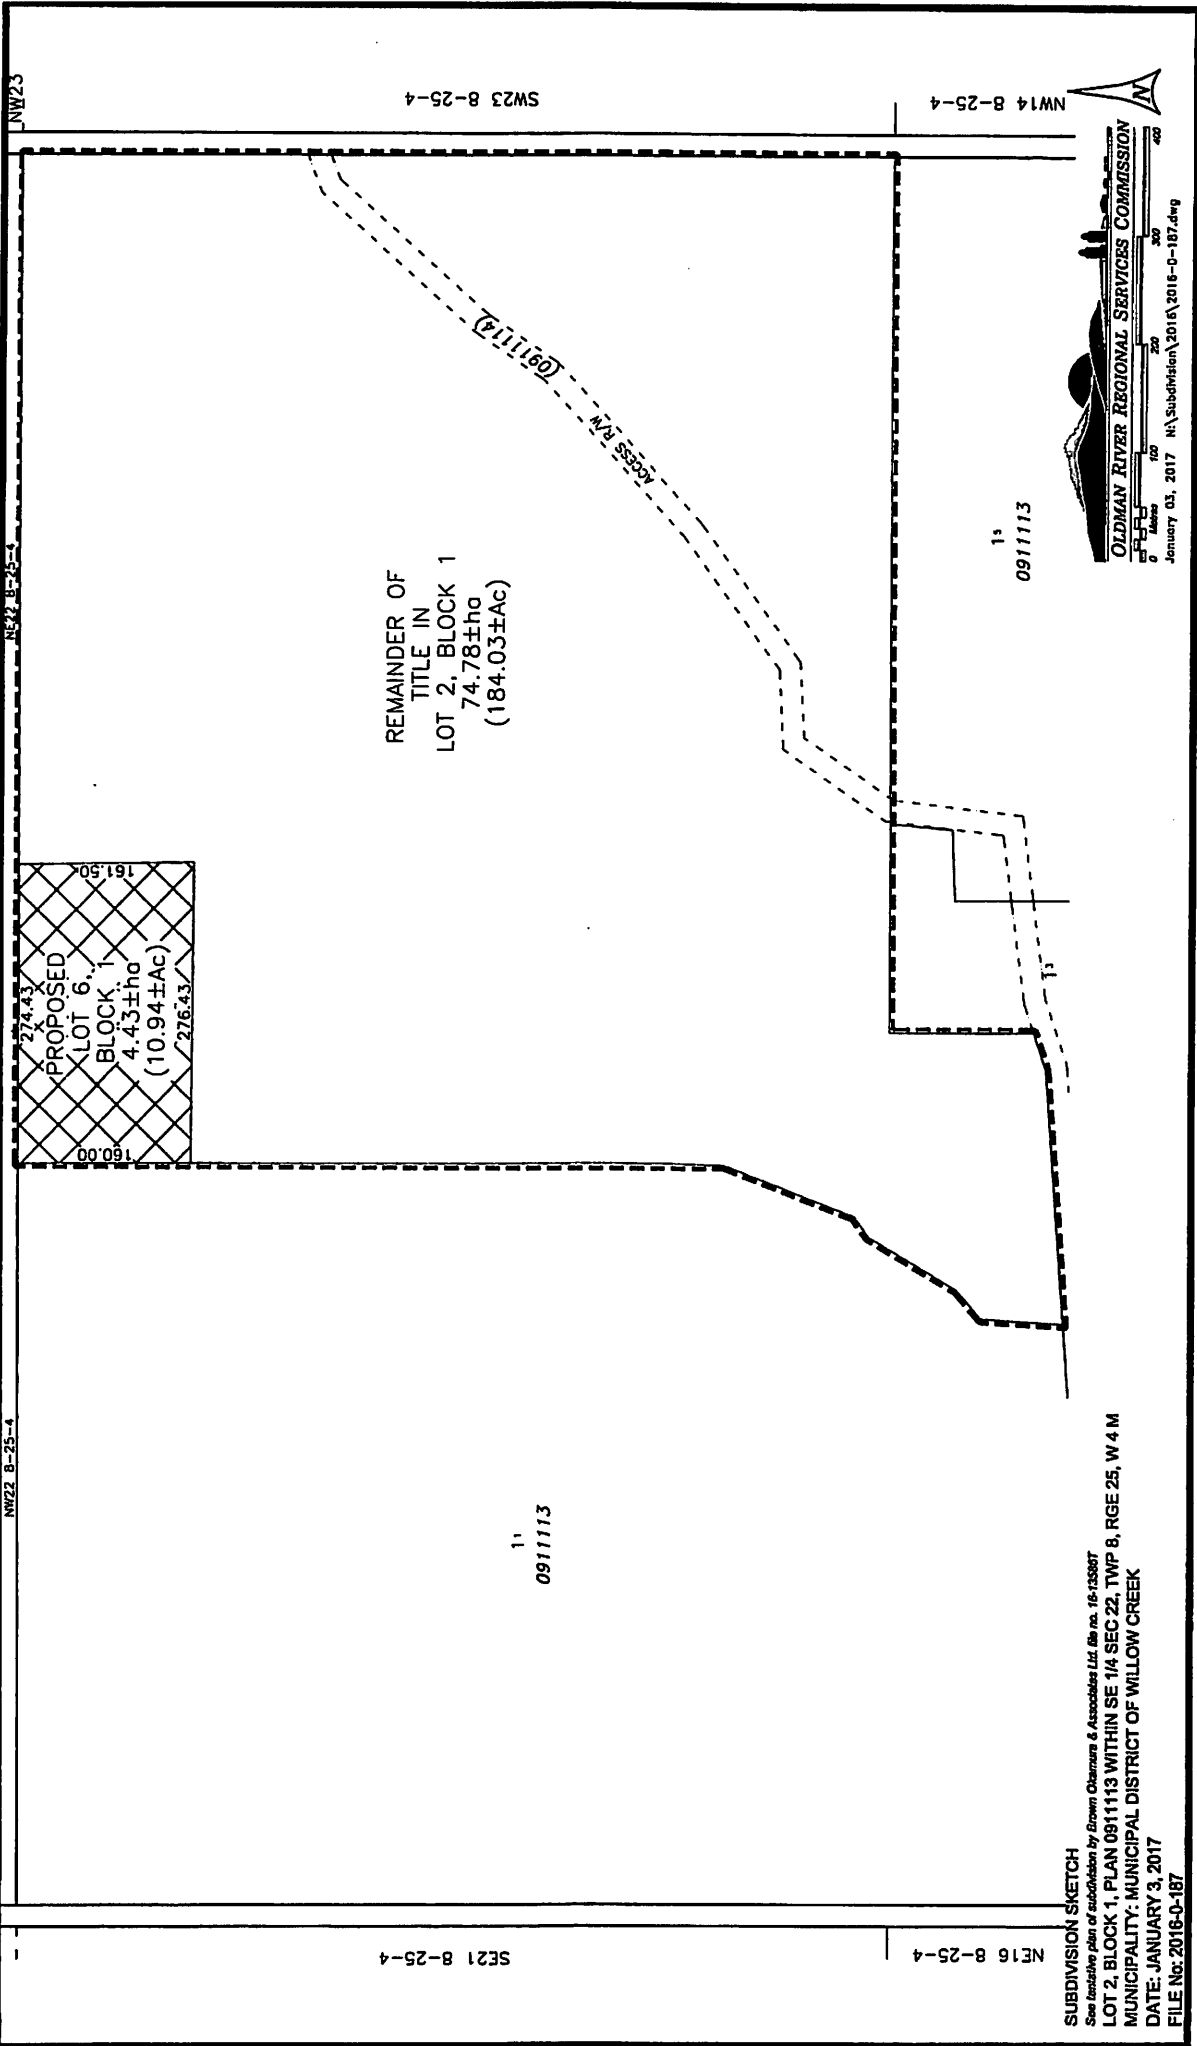 NW22 8-25-4
NE22 8-25-4
NW23
SE21 8-25-4
NE16 8-25-4
SW23 8-25-4
NW14 8-25-4
274.43
PROPOSED
LOT 6,
BLOCK 1
4.43±ha
(10.94±Ac)
276.43
160.00
161.50
REMAINDER OF
TITLE IN
LOT 2, BLOCK 1
74.78±ha
(184.03±Ac)
ACCESS R/W
(0911114)
0911113
0911113
SUBDIVISION SKETCH
See tentative plan of subdivision by Brown Okamura & Associates Ltd. file no. 16-13586T
LOT 2, BLOCK 1, PLAN 0911113 WITHIN SE 1/4 SEC 22, TWP 8, RGE 25, W 4 M
MUNICIPALITY: MUNICIPAL DISTRICT OF WILLOW CREEK
DATE: JANUARY 3, 2017
FILE No: 2016-0-187
OLDMAN RIVER REGIONAL SERVICES COMMISSION
0 Metres 100 200 300 400
January 03, 2017 N:\Subdivision\2016\2016-0-187.dwg
N